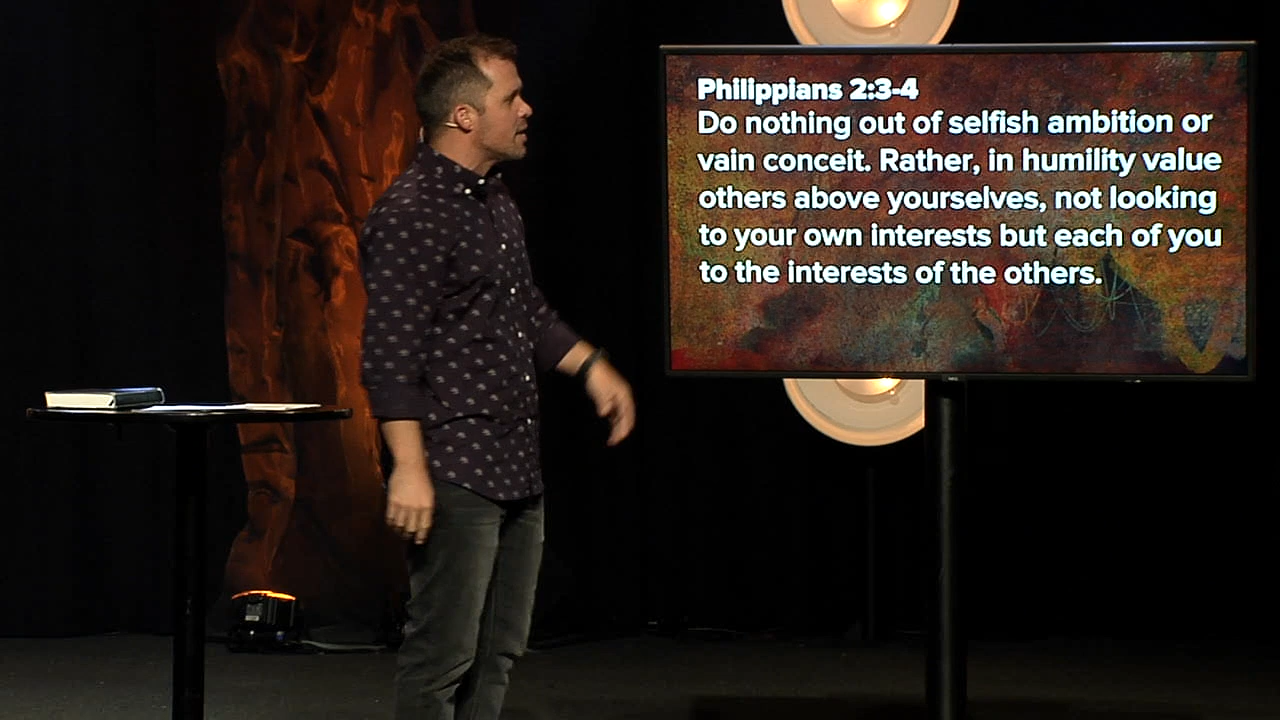 Philippians 2:3-4
Do nothing out of selfish ambition or
vain conceit. Rather, in humility value
others above yourselves, not looking
to your own interests but each of you
to the interests of the others.